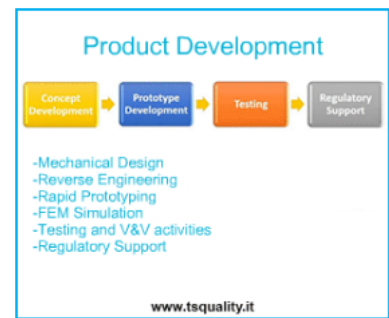 Product Development
Concept
Development
Prototype
Development
Testing
Regulatory
Support
-Mechanical Design
-Reverse Engineering
-Rapid Prototyping
-FEM Simulation
-Testing and V&V activities
-Regulatory Support
www.tsquality.it